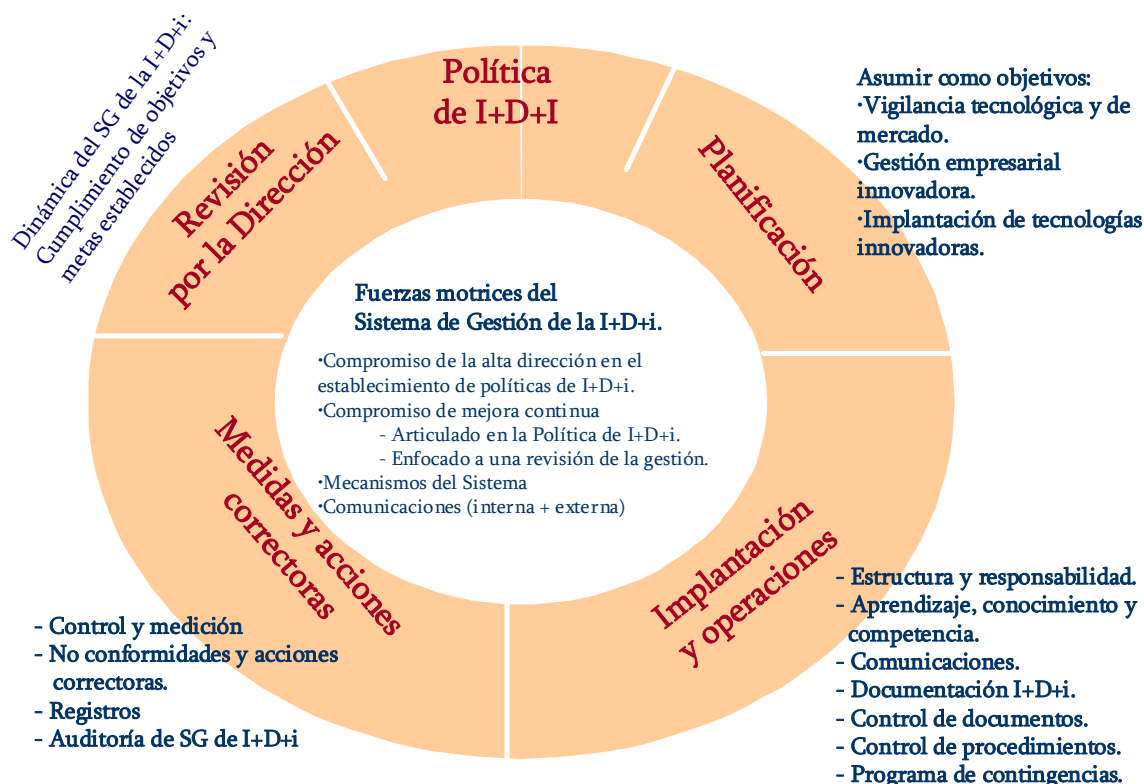 Política
de I+D+I
Planificación
Asumir como objetivos:
·Vigilancia tecnológica y de
mercado.
·Gestión empresarial
innovadora.
·Implantación de tecnologías
innovadoras.
Dinámica del SG de la I+D+i:
Cumplimiento de objetivos y
metas establecidos
Revisión
por la Dirección
Fuerzas motrices del
Sistema de Gestión de la I+D+i.
·Compromiso de la alta dirección en el
establecimiento de políticas de I+D+i.
·Compromiso de mejora continua
- Articulado en la Política de I+D+i.
- Enfocado a una revisión de la gestión.
·Mecanismos del Sistema
·Comunicaciones (interna + externa)
Medidas y acciones
correctoras
Implantación
y operaciones
- Control y medición
- No conformidades y acciones
correctoras.
- Registros
- Auditoría de SG de I+D+i
- Estructura y responsabilidad.
- Aprendizaje, conocimiento y
competencia.
- Comunicaciones.
- Documentación I+D+i.
- Control de documentos.
- Control de procedimientos.
- Programa de contingencias.